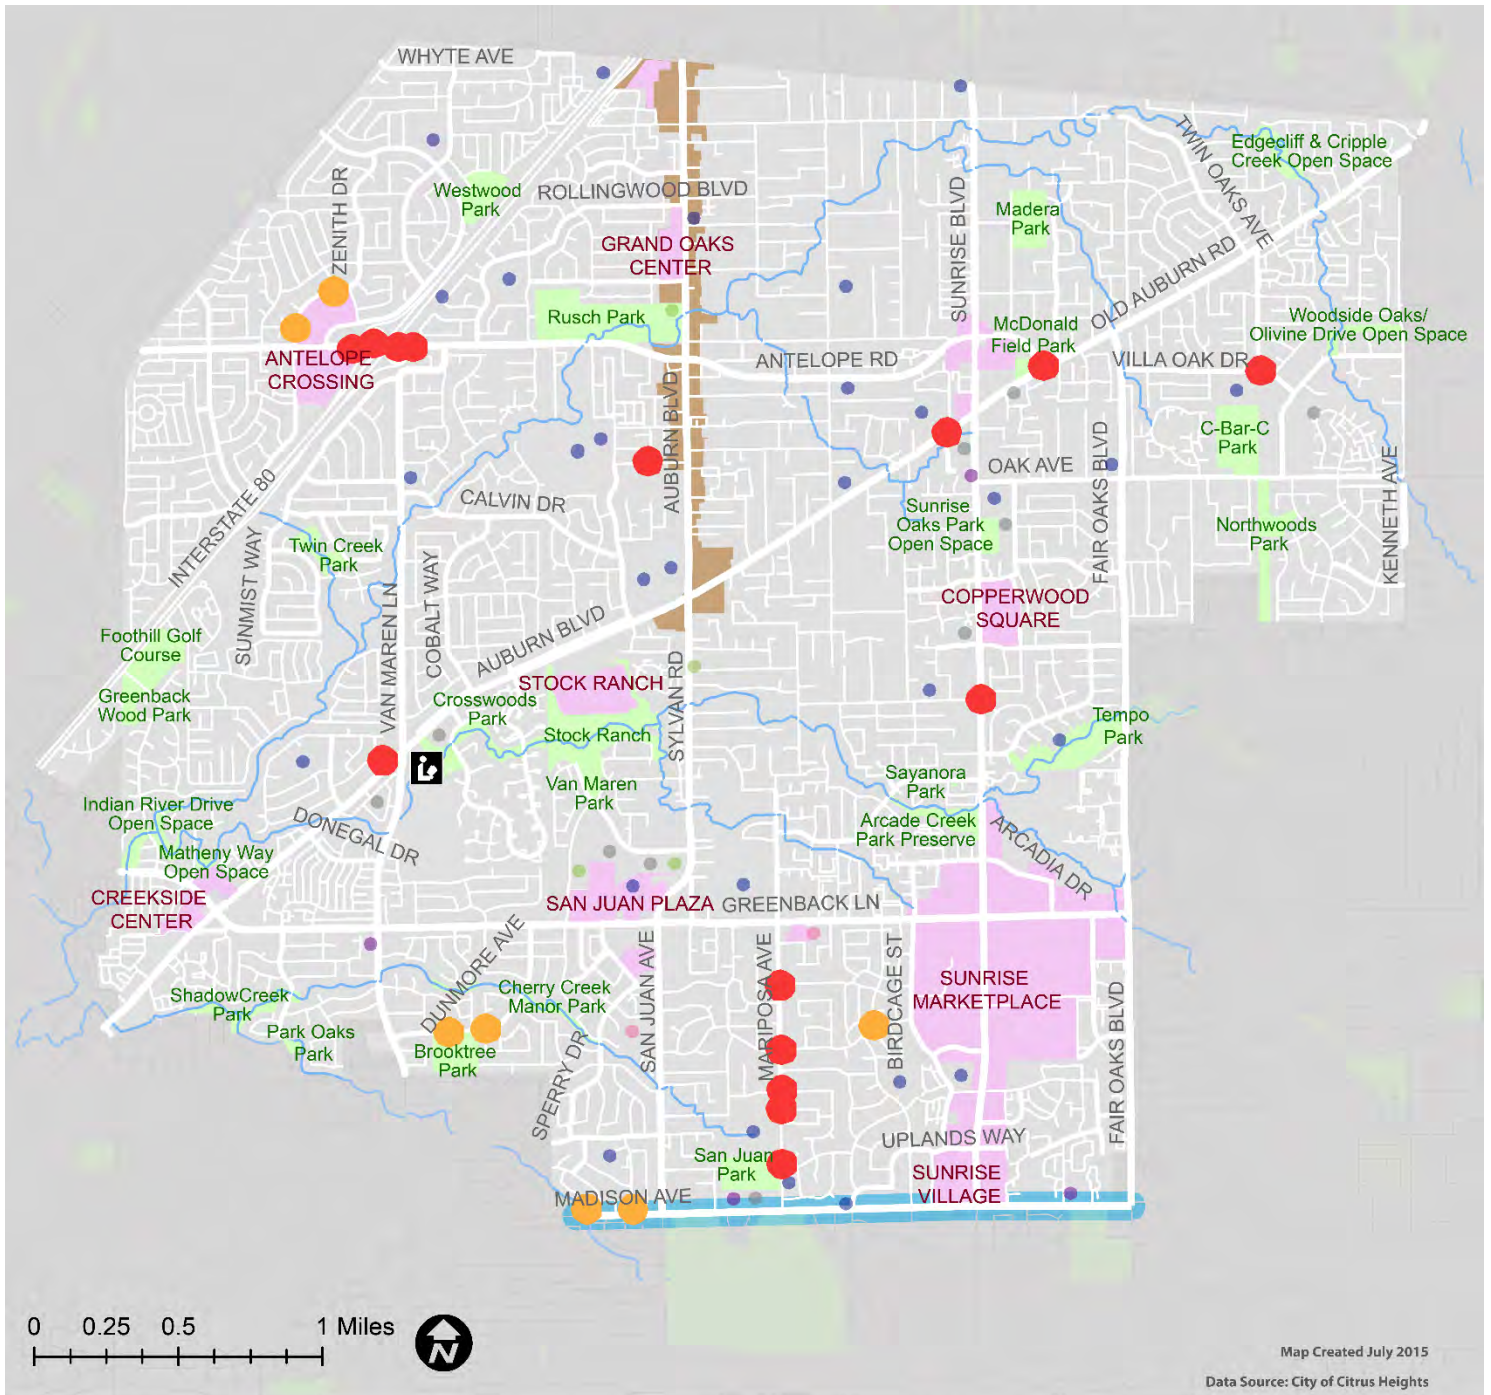 WHYTE AVE
TWIN OAKS AVE
Edgecliff & Cripple
Creek Open Space
ZENITH DR
Westwood
Park
ROLLINGWOOD BLVD
SUNRISE BLVD
Madera
Park
GRAND OAKS
CENTER
OLD AUBURN RD
Rusch Park
McDonald
Field Park
Woodside Oaks/
Olivine Drive Open Space
ANTELOPE
CROSSING
ANTELOPE RD
VILLA OAK DR
AUBURN BLVD
C-Bar-C
Park
FAIR OAKS BLVD
OAK AVE
KENNETH AVE
INTERSTATE 80
CALVIN DR
Sunrise
Oaks Park
Open Space
Northwoods
Park
SUNMIST WAY
Twin Creek
Park
VAN MAREN LN
COBALT WAY
COPPERWOOD
SQUARE
Foothill Golf
Course
AUBURN BLVD
STOCK RANCH
SYLVAN RD
Greenback
Wood Park
Crosswoods
Park
Stock Ranch
Tempo
Park
Van Maren
Park
Sayanora
Park
Indian River Drive
Open Space
DONEGAL DR
Arcade Creek
Park Preserve
ARCADIA DR
Matheny Way
Open Space
CREEKSIDE
CENTER
SAN JUAN PLAZA
GREENBACK LN
DUNMORE AVE
SAN JUAN AVE
MARIPOSA AVE
BIRDCAGE ST
SUNRISE
MARKETPLACE
FAIR OAKS BLVD
ShadowCreek
Park
Cherry Creek
Manor Park
Park Oaks
Park
Brooktree
Park
SPERRY DR
UPLANDS WAY
San Juan
Park
SUNRISE
VILLAGE
MADISON AVE
0 0.25 0.5 1 Miles
N
Map Created July 2015
Data Source: City of Citrus Heights